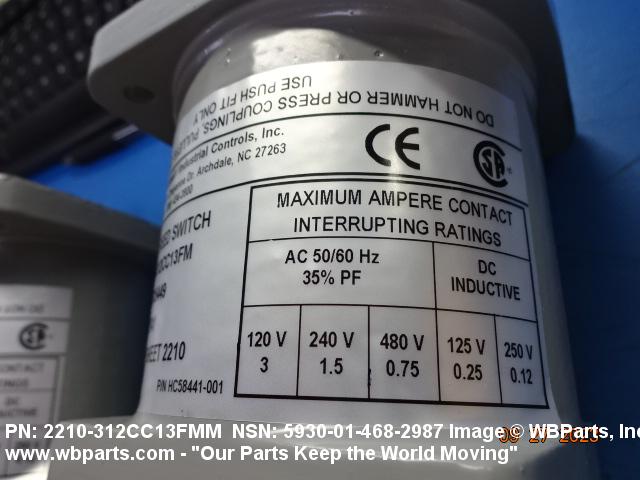 USE PUSH FIT ONLY
DO NOT HAMMER OR PRESS COUPLINGS, PULLEYS
Industrial Controls, Inc.
Dr. Archdale, NC 27263
CE
SA
SWITCH
CC13FM
MAXIMUM AMPERE CONTACT
INTERRUPTING RATINGS
AC 50/60 Hz
35% PF
DC
INDUCTIVE
120 V 240 V 480 V 125 V 250 V
3 1.5 0.75 0.25 0.12
2210
P/N HC58441-001
PN: 2210-312CC13FMM NSN: 5930-01-468-2987 Image © WBParts, Inc
www.wbparts.com - "Our Parts Keep the World Moving"